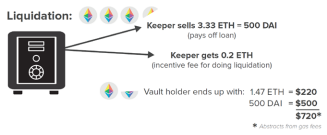 Liquidation:
Keeper sells 3.33 ETH = 500 DAI
(pays off loan)
Keeper gets 0.2 ETH
(incentive fee for doing liquidation)
Vault holder ends up with: 1.47 ETH = $220
500 DAI = $500
$720*
* Abstracts from gas fees